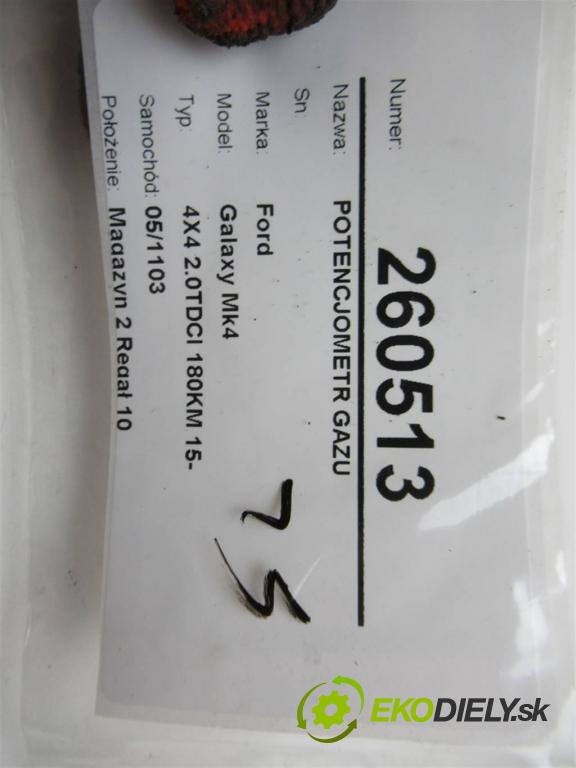 Numer: 260513
Nazwa: POTENCJOMETR GAZU
Sn:
Marka: Ford
Model: Galaxy Mk4
Typ: 4X4 2.0TDCI 180KM 15-
Samochód: 05/1103
Położenie: Magazyn 2 Regał 10
EKODIELY.sk